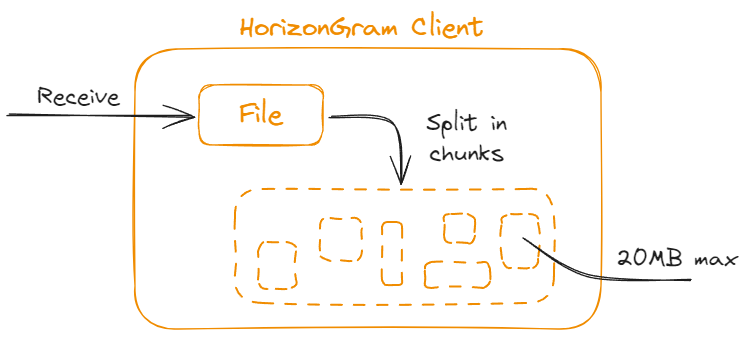 HorizonGram Client
Receive
File
Split in
chunks
20MB max